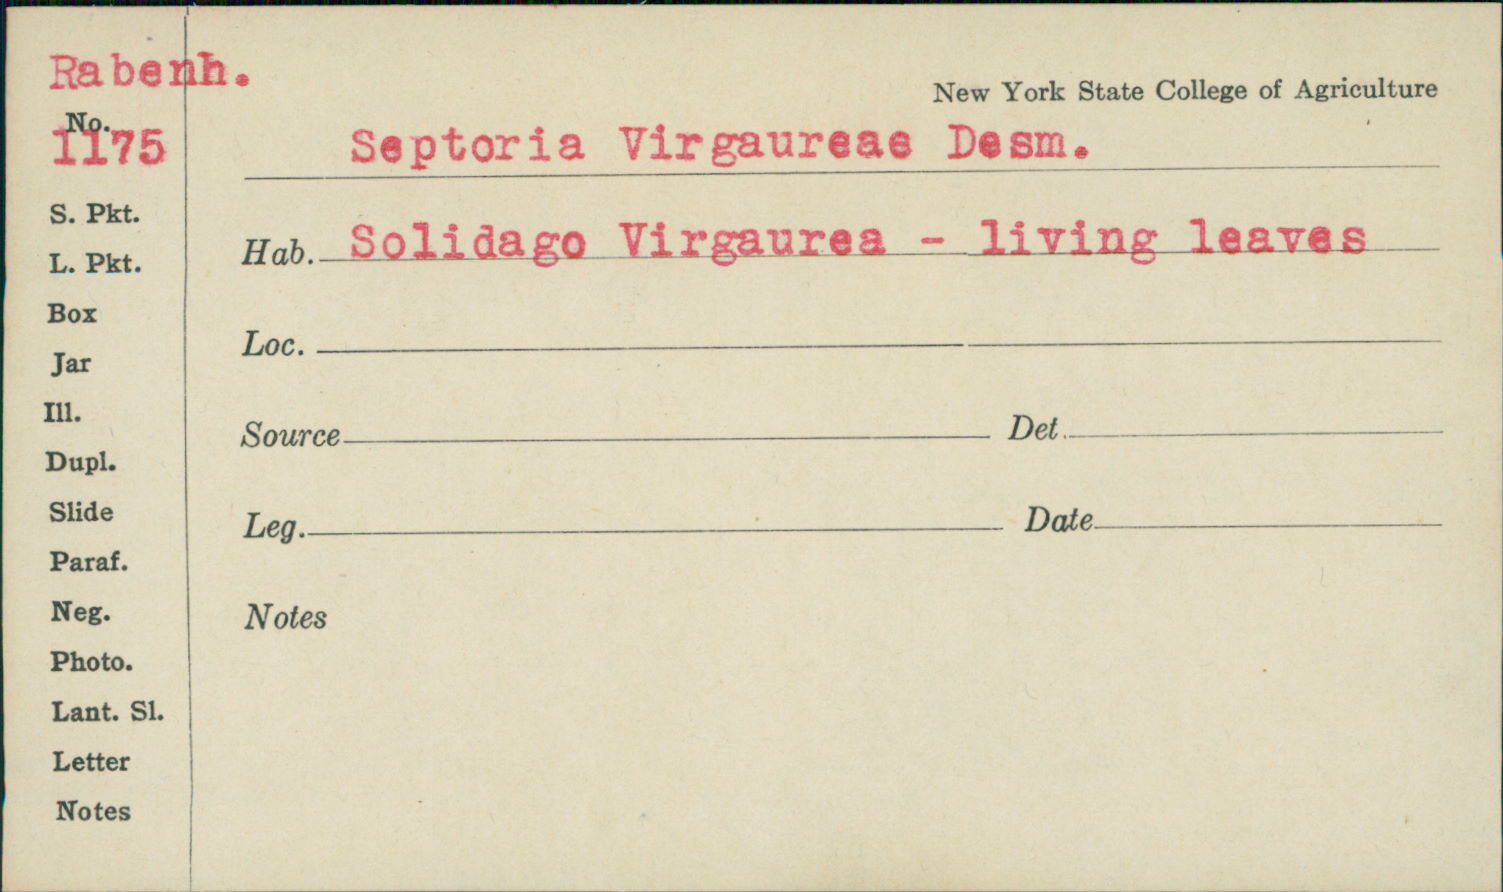 Rabenh.
New York State College of Agriculture
No.
1175
Septoria Virgaureae Desm.
S. Pkt.
Hab. Solidago Virgaurea - living leaves
L. Pkt.
Box
Loc.
Jar
Ill.
Source Det.
Dupl.
Slide
Leg. Date
Paraf.
Neg.
Notes
Photo.
Lant. Sl.
Letter
Notes